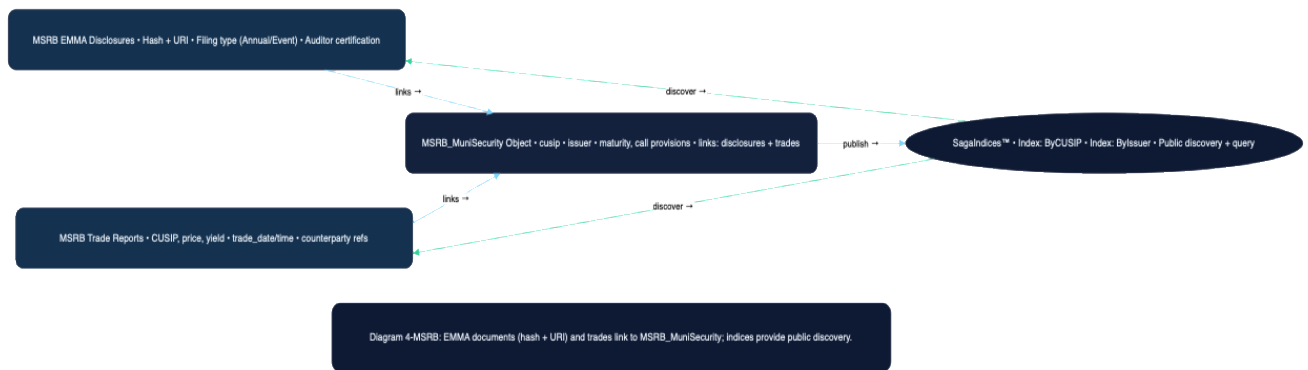 MSRB EMMA Disclosures • Hash + URI • Filing type (Annual/Event) • Auditor certification
links →
discover →
MSRB_MuniSecurity Object • cusip • issuer • maturity, call provisions • links: disclosures + trades
publish →
SagaIndices™ • Index: ByCUSIP • Index: ByIssuer • Public discovery + query
links →
discover →
MSRB Trade Reports • CUSIP, price, yield • trade_date/time • counterparty refs
Diagram 4-MSRB: EMMA documents (hash + URI) and trades link to MSRB_MuniSecurity; indices provide public discovery.